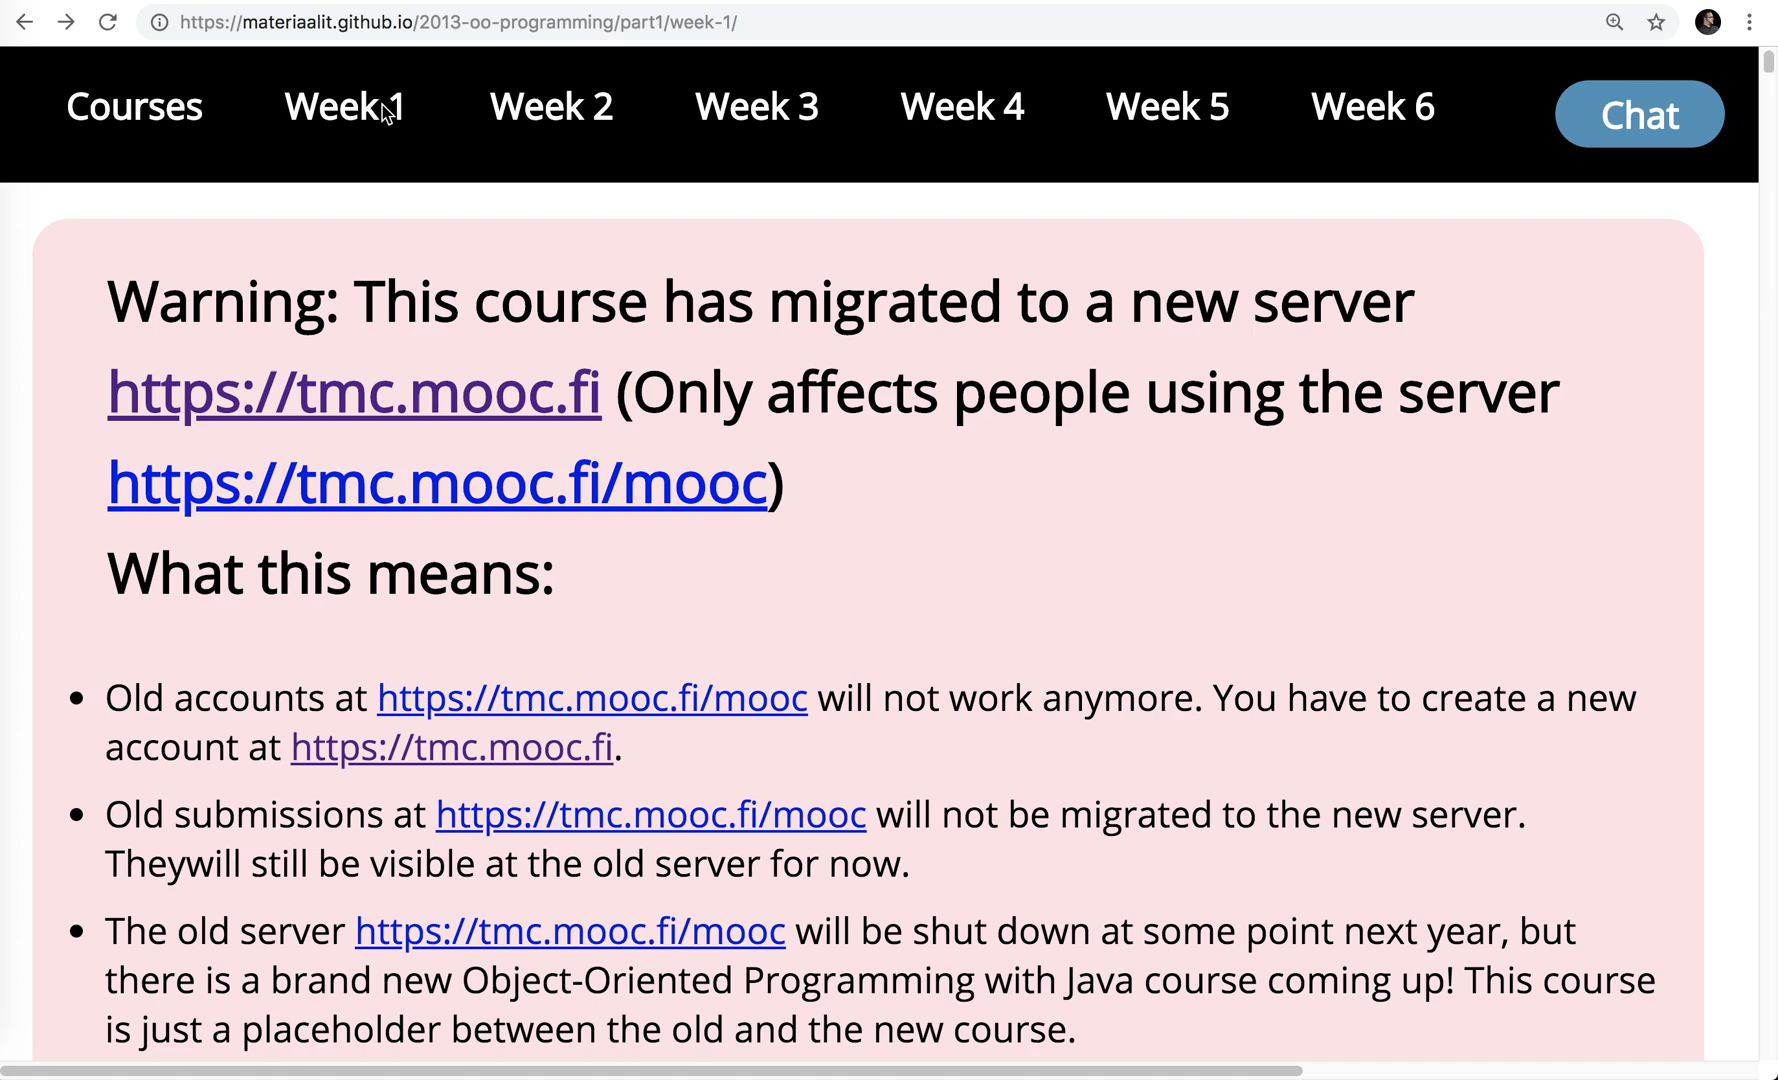 https://materiaalit.github.io/2013-oo-programming/part1/week-1/
Courses Week 1 Week 2 Week 3 Week 4 Week 5 Week 6 Chat
Warning: This course has migrated to a new server
https://tmc.mooc.fi (Only affects people using the server
https://tmc.mooc.fi/mooc)
What this means:
• Old accounts at https://tmc.mooc.fi/mooc will not work anymore. You have to create a new
account at https://tmc.mooc.fi.
• Old submissions at https://tmc.mooc.fi/mooc will not be migrated to the new server.
Theywill still be visible at the old server for now.
• The old server https://tmc.mooc.fi/mooc will be shut down at some point next year, but
there is a brand new Object-Oriented Programming with Java course coming up! This course
is just a placeholder between the old and the new course.